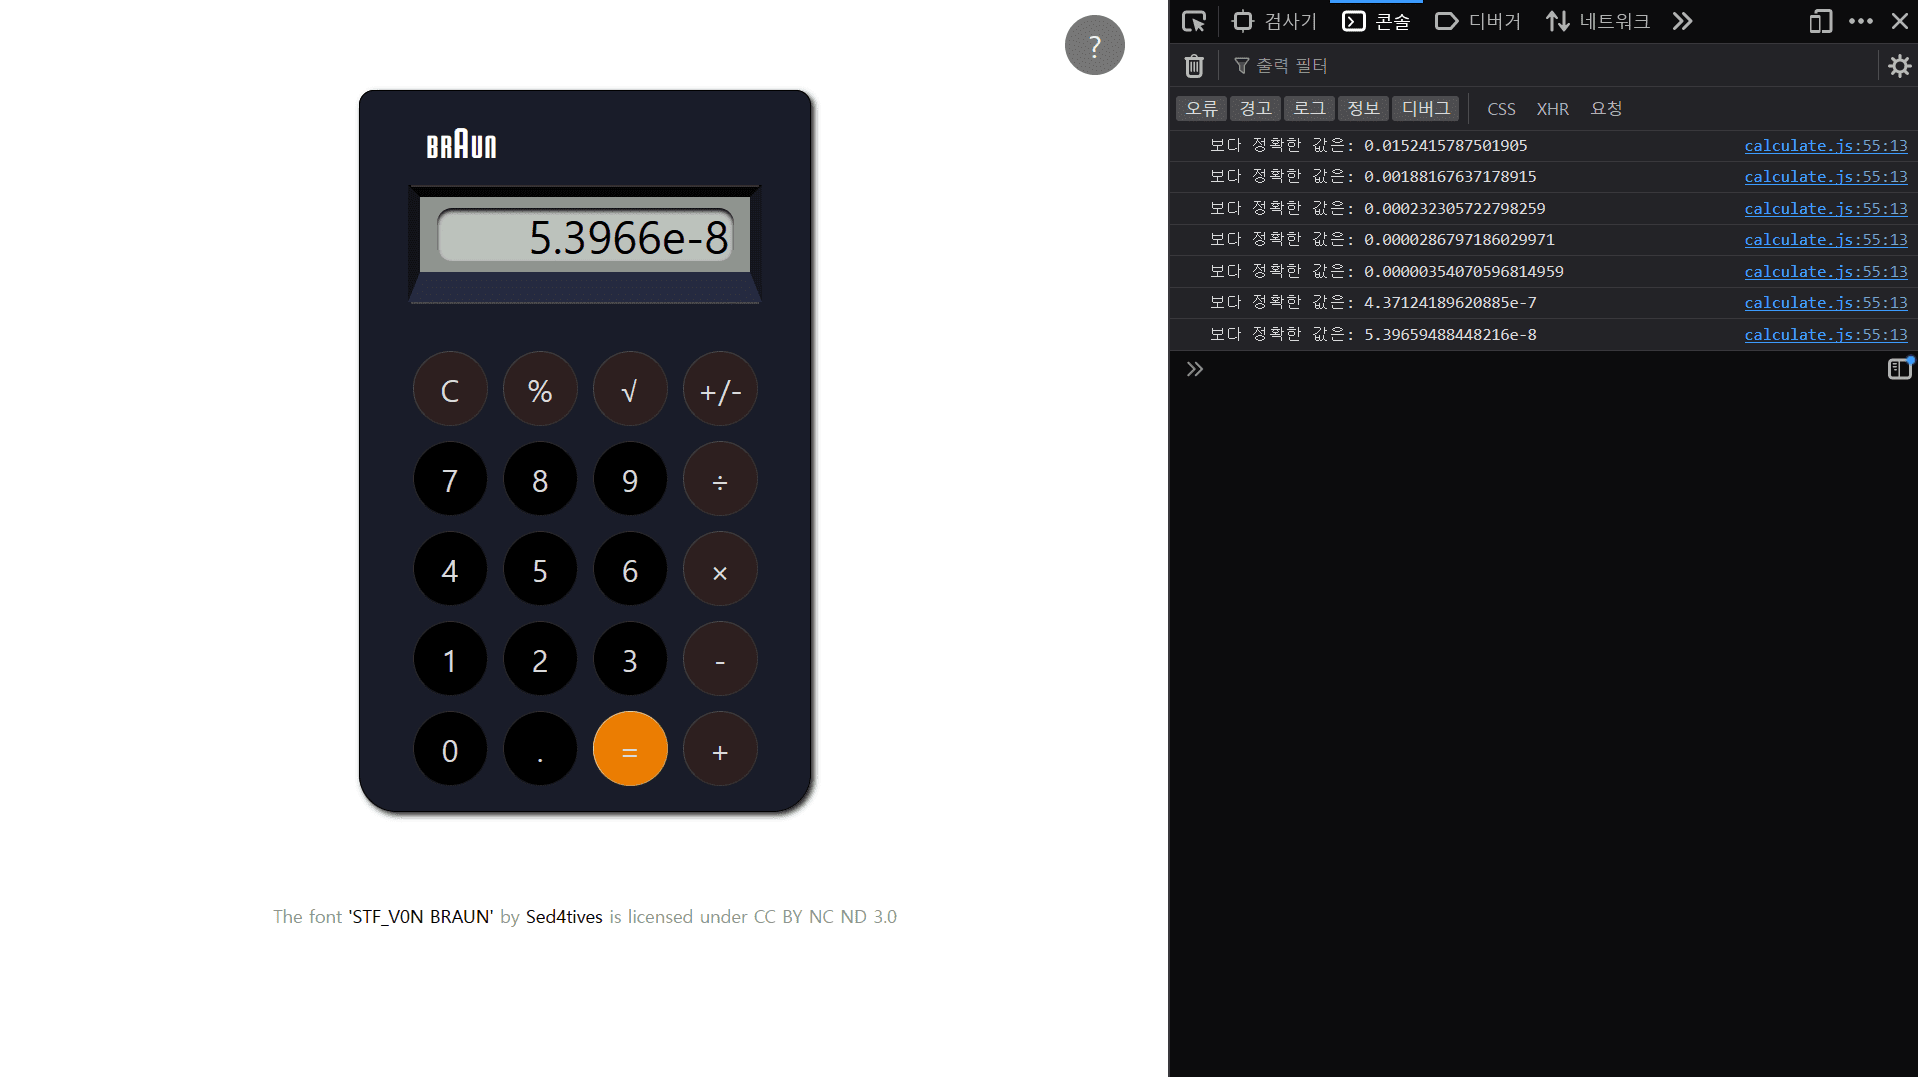 ?
BRAUN
5.3966e-8
C % √ +/-
7 8 9 ÷
4 5 6 ×
1 2 3 -
0 . = +
The font 'STF_V0N BRAUN' by Sed4tives is licensed under CC BY NC ND 3.0
검사기 콘솔 디버거 네트워크
출력 필터
오류 경고 로그 정보 디버그 CSS XHR 요청
보다 정확한 값은: 0.0152415787501905 calculate.js:55:13
보다 정확한 값은: 0.00188167637178915 calculate.js:55:13
보다 정확한 값은: 0.000232305722798259 calculate.js:55:13
보다 정확한 값은: 0.0000286797186029971 calculate.js:55:13
보다 정확한 값은: 0.00000354070596814959 calculate.js:55:13
보다 정확한 값은: 4.37124189620885e-7 calculate.js:55:13
보다 정확한 값은: 5.39659488448216e-8 calculate.js:55:13